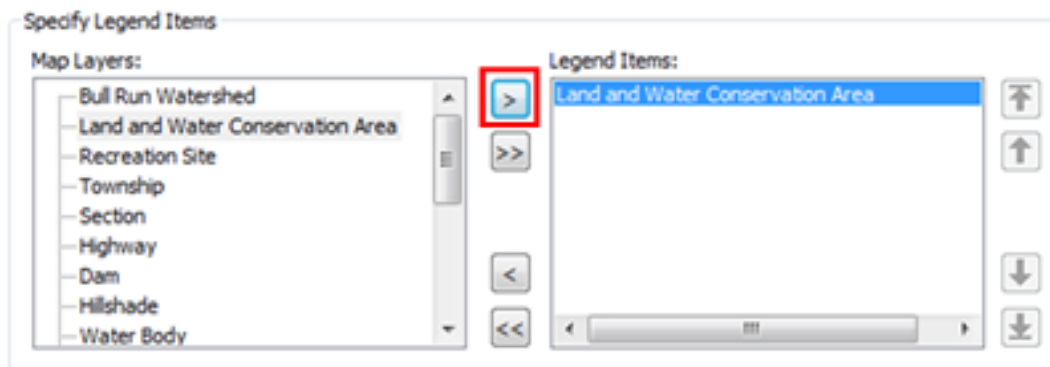 Specify Legend Items
Map Layers:
Bull Run Watershed
Land and Water Conservation Area
Recreation Site
Township
Section
Highway
Dam
Hillshade
Water Body
>
>>
<
<<
Legend Items:
Land and Water Conservation Area